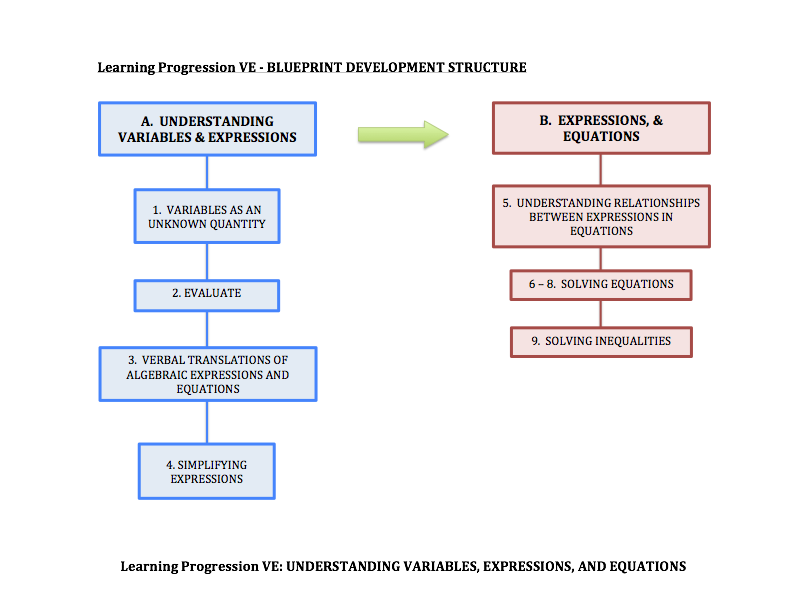 Learning Progression VE - BLUEPRINT DEVELOPMENT STRUCTURE
A. UNDERSTANDING
VARIABLES & EXPRESSIONS
1. VARIABLES AS AN
UNKNOWN QUANTITY
2. EVALUATE
3. VERBAL TRANSLATIONS OF
ALGEBRAIC EXPRESSIONS AND
EQUATIONS
4. SIMPLIFYING
EXPRESSIONS
B. EXPRESSIONS, &
EQUATIONS
5. UNDERSTANDING RELATIONSHIPS
BETWEEN EXPRESSIONS IN
EQUATIONS
6 – 8. SOLVING EQUATIONS
9. SOLVING INEQUALITIES
Learning Progression VE: UNDERSTANDING VARIABLES, EXPRESSIONS, AND EQUATIONS